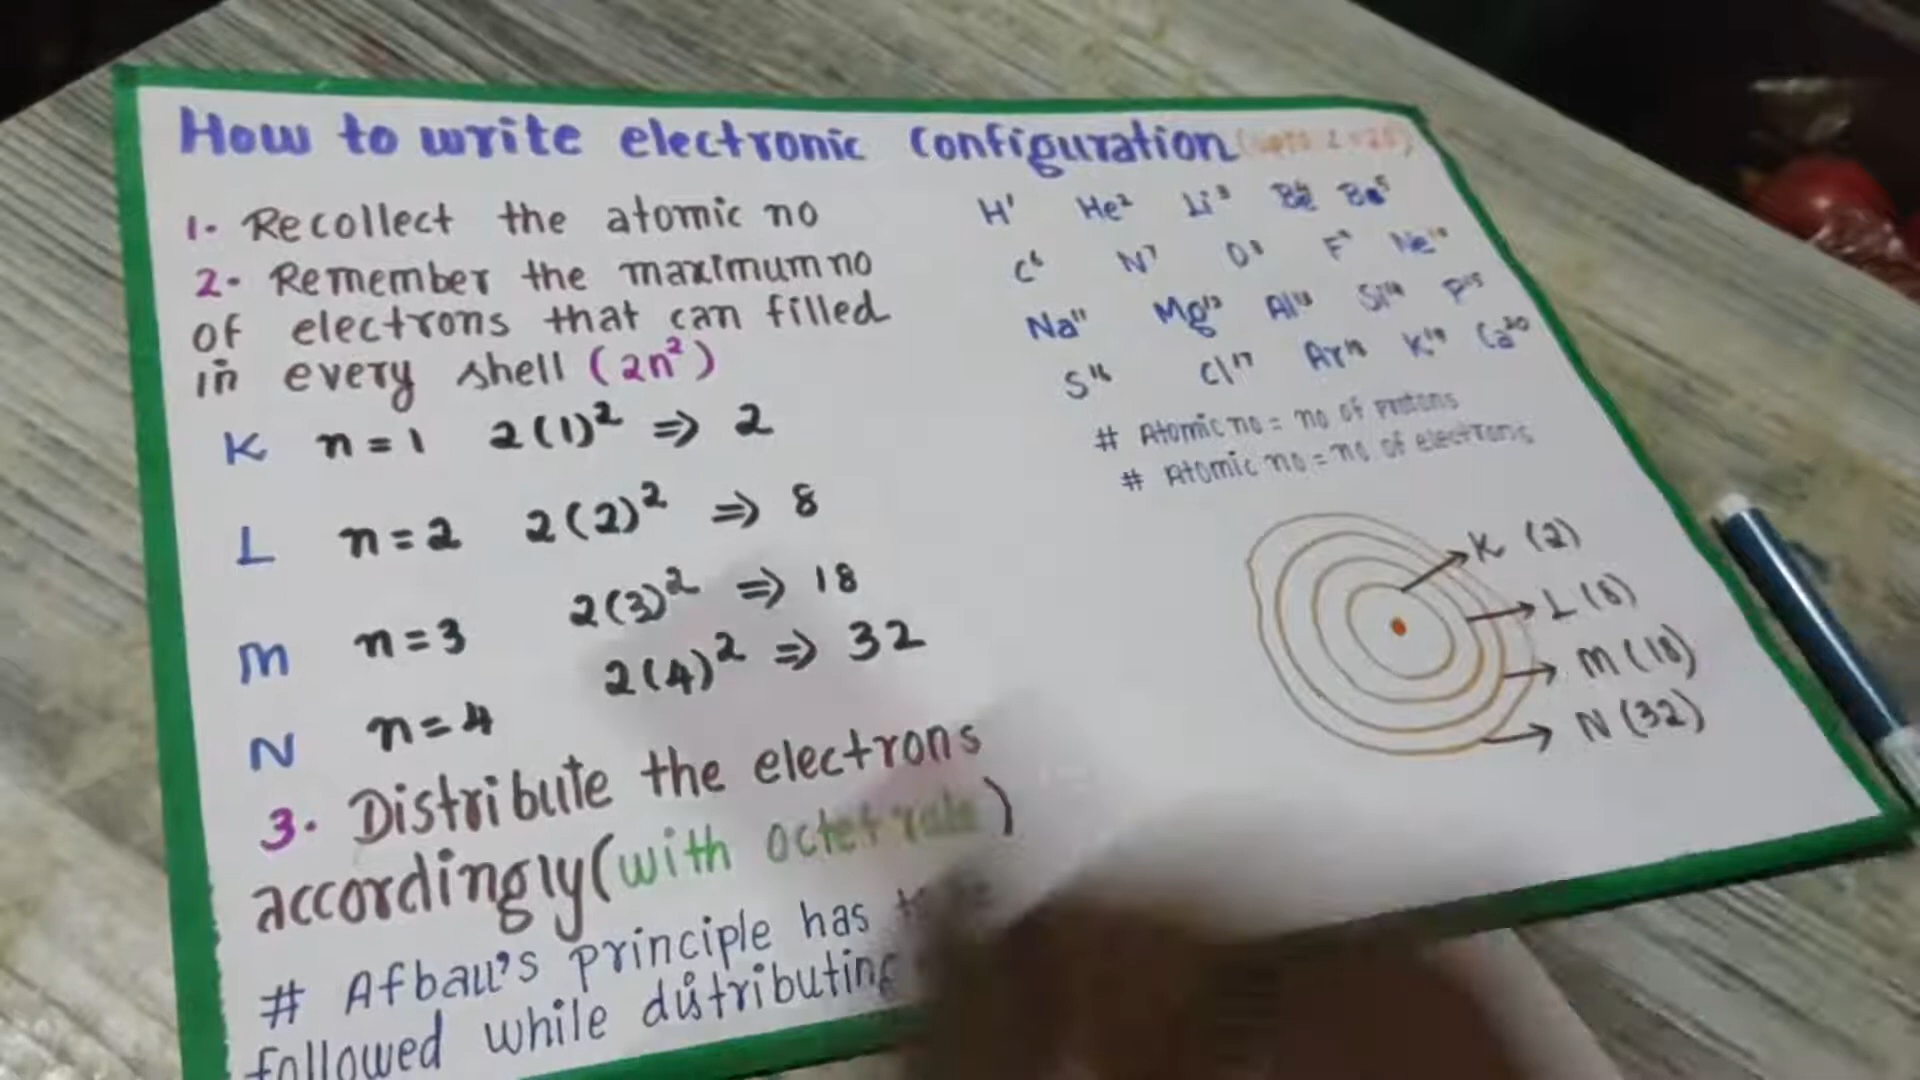 How to write electronic configuration
1. Recollect the atomic no
2. Remember the maximum no
of electrons that can filled
in every shell (2n²)
K n = 1 2(1)² ⇒ 2
L n = 2 2(2)² ⇒ 8
M n = 3 2(3)² ⇒ 18
N n = 4 2(4)² ⇒ 32
3. Distribute the electrons
accordingly (with octet rule)
# Afbau's principle has
followed while distributing
H¹ He² Li³
C⁶ N⁷ O⁸ F⁹ Ne¹⁰
Na¹¹ Mg¹² Al¹³ Si¹⁴ P¹⁵
S¹⁶ Cl¹⁷ Ar¹⁸ K¹⁹ Ca²⁰
# Atomic no = no of protons
# Atomic no = no of electrons
K (2)
L (8)
M (18)
N (32)